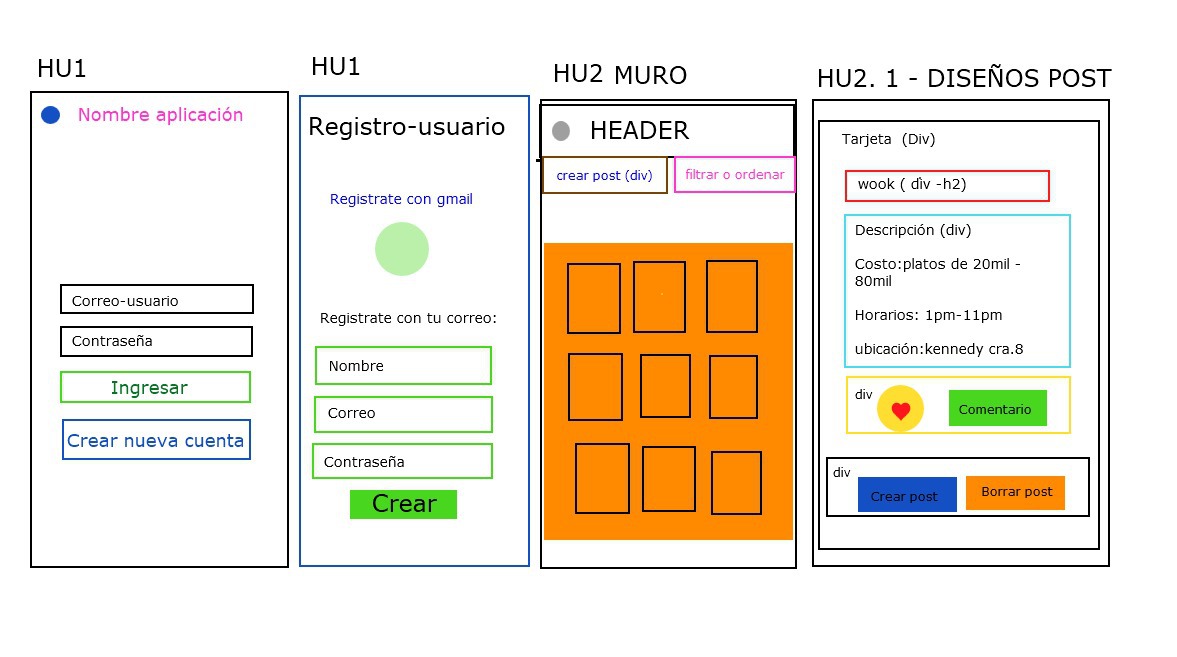 HU1
Nombre aplicación
Correo-usuario
Contraseña
Ingresar
Crear nueva cuenta
HU1
Registro-usuario
Registrate con gmail
Registrate con tu correo:
Nombre
Correo
Contraseña
Crear
HU2 MURO
HEADER
crear post (div)
filtrar o ordenar
HU2. 1 - DISEÑOS POST
Tarjeta (Div)
wook ( dìv -h2)
Descripción (div)
Costo:platos de 20mil -
80mil
Horarios: 1pm-11pm
ubicación:kennedy cra.8
div
Comentario
div
Crear post
Borrar post